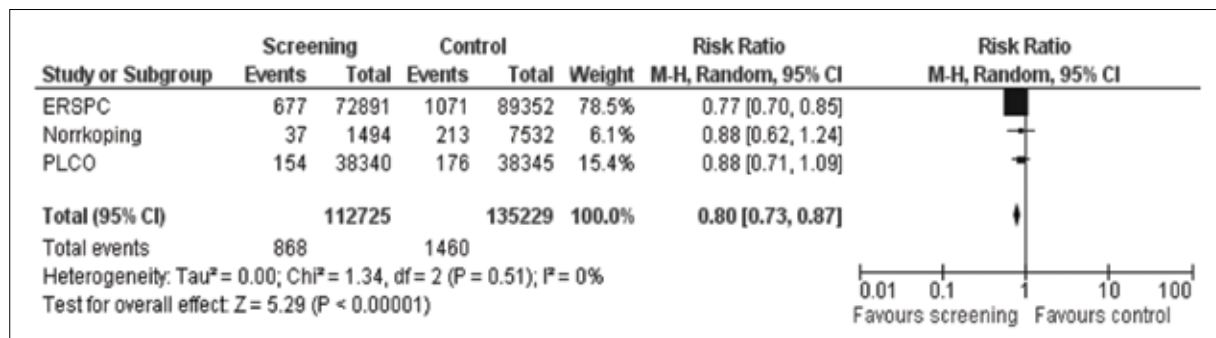 Screening Control Risk Ratio Risk Ratio
Study or Subgroup Events Total Events Total Weight M-H, Random, 95% CI M-H, Random, 95% CI
ERSPC 677 72891 1071 89352 78.5% 0.77 [0.70, 0.85]
Norrkoping 37 1494 213 7532 6.1% 0.88 [0.62, 1.24]
PLCO 154 38340 176 38345 15.4% 0.88 [0.71, 1.09]
Total (95% CI) 112725 135229 100.0% 0.80 [0.73, 0.87]
Total events 868 1460
Heterogeneity: Tau² = 0.00; Chi² = 1.34, df = 2 (P = 0.51); I² = 0%
Test for overall effect: Z = 5.29 (P < 0.00001)
0.01 0.1 1 10 100
Favours screening Favours control